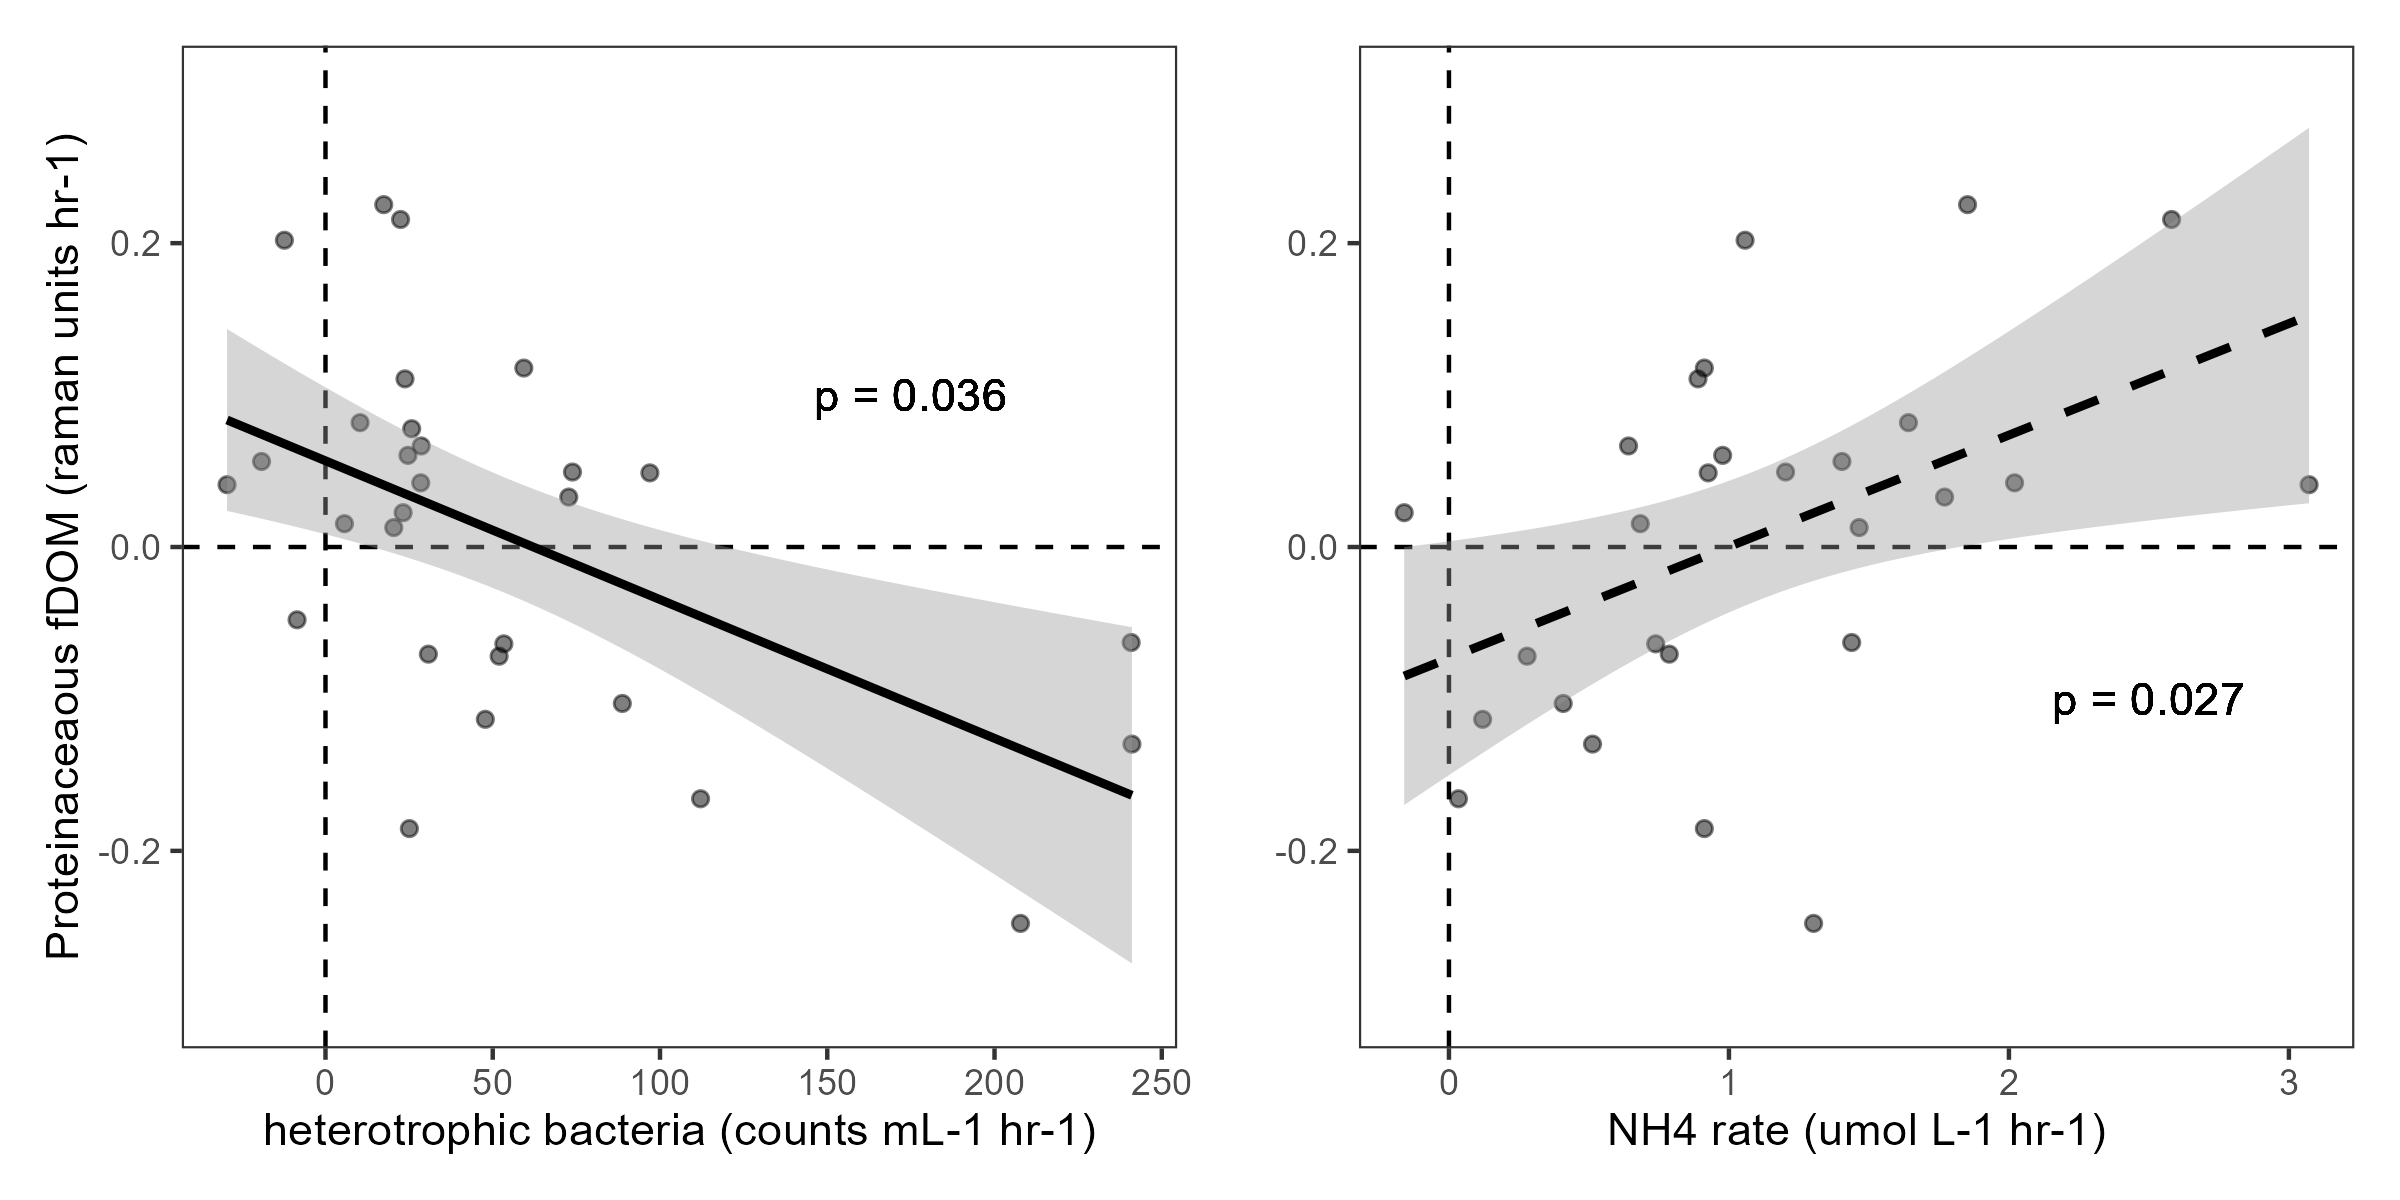 Proteinaceaous fDOM (raman units hr-1)
0.2
0.0
-0.2
p = 0.036
0 50 100 150 200 250
heterotrophic bacteria (counts mL-1 hr-1)
0.2
0.0
-0.2
p = 0.027
0 1 2 3
NH4 rate (umol L-1 hr-1)